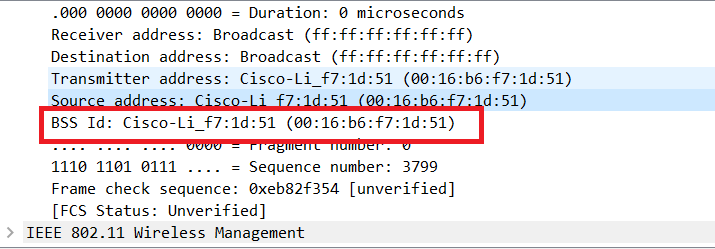 .000 0000 0000 0000 = Duration: 0 microseconds
Receiver address: Broadcast (ff:ff:ff:ff:ff:ff)
Destination address: Broadcast (ff:ff:ff:ff:ff:ff)
Transmitter address: Cisco-Li_f7:1d:51 (00:16:b6:f7:1d:51)
Source address: Cisco-Li_f7:1d:51 (00:16:b6:f7:1d:51)
BSS Id: Cisco-Li_f7:1d:51 (00:16:b6:f7:1d:51)
.... .... .... 0000 = Fragment number: 0
1110 1101 0111 .... = Sequence number: 3799
Frame check sequence: 0xeb82f354 [unverified]
[FCS Status: Unverified]
IEEE 802.11 Wireless Management